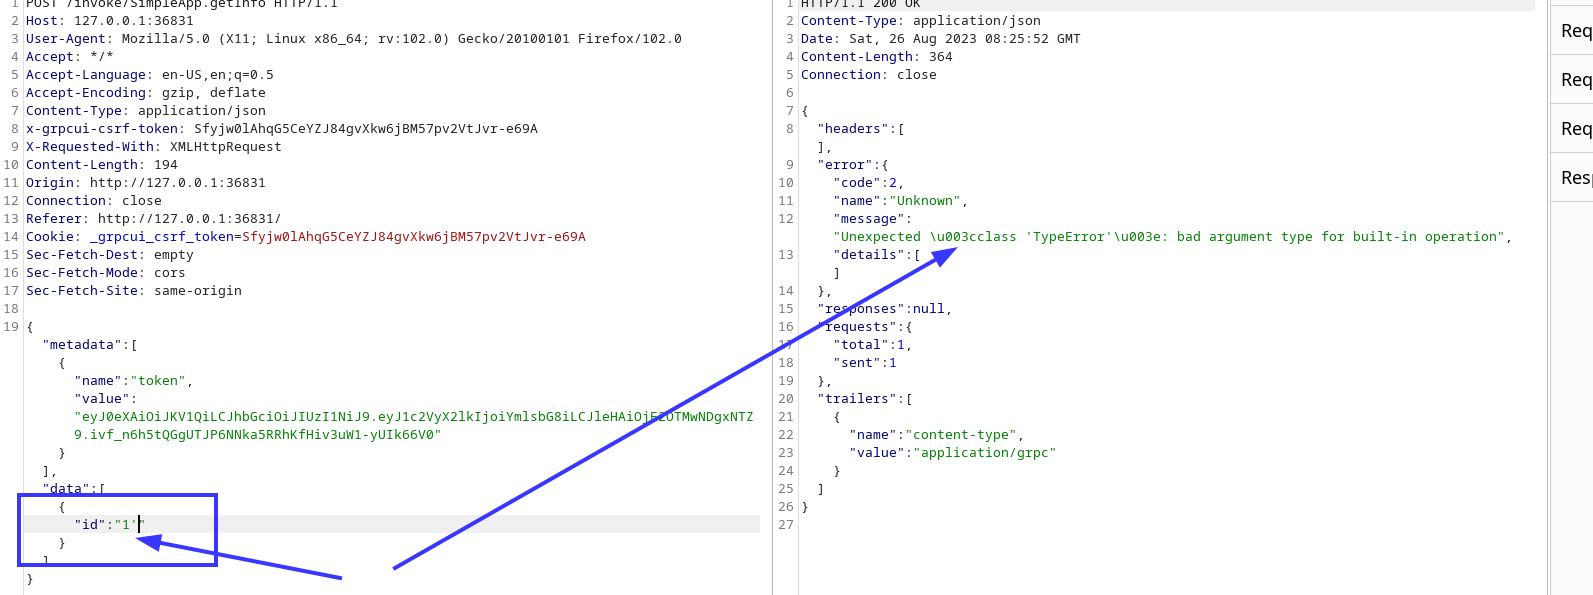 1 POST /invoke/SimpleApp.getInfo HTTP/1.1
2 Host: 127.0.0.1:36831
3 User-Agent: Mozilla/5.0 (X11; Linux x86_64; rv:102.0) Gecko/20100101 Firefox/102.0
4 Accept: */*
5 Accept-Language: en-US,en;q=0.5
6 Accept-Encoding: gzip, deflate
7 Content-Type: application/json
8 x-grpcui-csrf-token: Sfyjw0lAhqG5CeYZJ84gvXkw6jBM57pv2VtJvr-e69A
9 X-Requested-With: XMLHttpRequest
10 Content-Length: 194
11 Origin: http://127.0.0.1:36831
12 Connection: close
13 Referer: http://127.0.0.1:36831/
14 Cookie: _grpcui_csrf_token=Sfyjw0lAhqG5CeYZJ84gvXkw6jBM57pv2VtJvr-e69A
15 Sec-Fetch-Dest: empty
16 Sec-Fetch-Mode: cors
17 Sec-Fetch-Site: same-origin
18
19 {
"metadata":[
{
"name":"token",
"value":
"eyJ0eXAiOiJKV1QiLCJhbGciOiJIUzI1NiJ9.eyJ1c2VyX2lkIjoiYmlsbG8iLCJleHAiOjE2OTMwNDgxNTZ
9.ivf_n6h5tQGgUTJP6NNka5RRhKfHiv3uW1-yUIk66V0"
}
],
"data":[
{
"id":"1'"
}
]
}
1 HTTP/1.1 200 OK
2 Content-Type: application/json
3 Date: Sat, 26 Aug 2023 08:25:52 GMT
4 Content-Length: 364
5 Connection: close
6
7 {
8 "headers":[
],
9 "error":{
10 "code":2,
11 "name":"Unknown",
12 "message":
"Unexpected \u003cclass 'TypeError'\u003e: bad argument type for built-in operation",
13 "details":[
]
14 },
15 "responses":null,
16 "requests":{
17 "total":1,
18 "sent":1
19 },
20 "trailers":[
21 {
22 "name":"content-type",
23 "value":"application/grpc"
24 }
25 ]
26 }
27
Req
Req
Req
Res